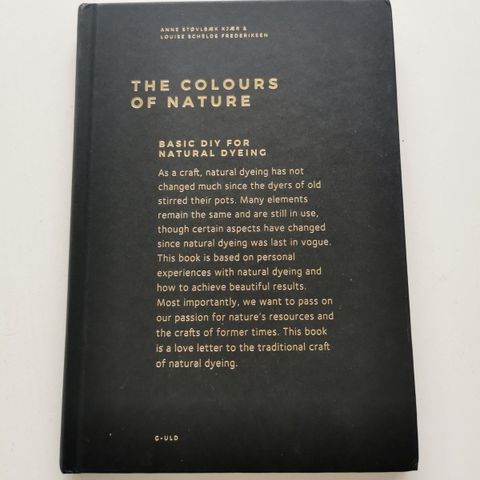 ANNE STØVLBÆK KJÆR &
LOUISE SCHELDE FREDERIKSEN
THE COLOURS
OF NATURE
BASIC DIY FOR
NATURAL DYEING
As a craft, natural dyeing has not
changed much since the dyers of old
stirred their pots. Many elements
remain the same and are still in use,
though certain aspects have changed
since natural dyeing was last in vogue.
This book is based on personal
experiences with natural dyeing and
how to achieve beautiful results.
Most importantly, we want to pass on
our passion for nature's resources and
the crafts of former times. This book
is a love letter to the traditional craft
of natural dyeing.
G-ULD